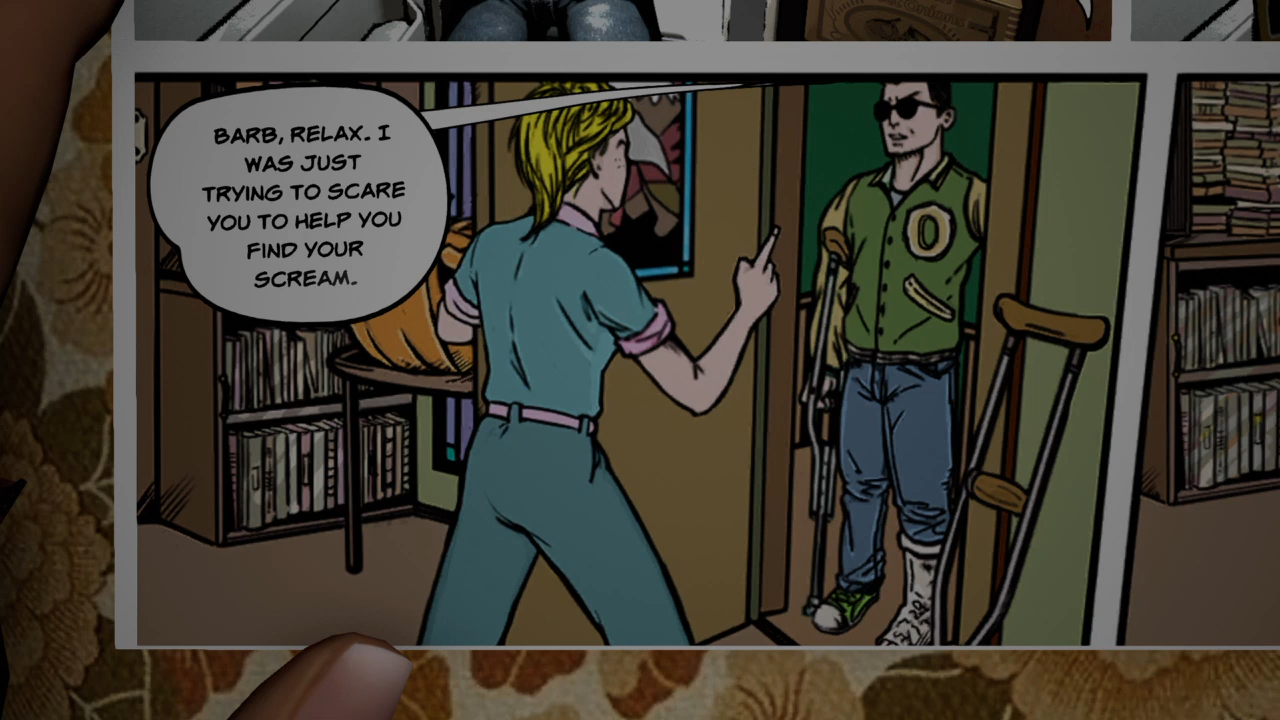 BARB, RELAX. I
WAS JUST
TRYING TO SCARE
YOU TO HELP YOU
FIND YOUR
SCREAM.
O